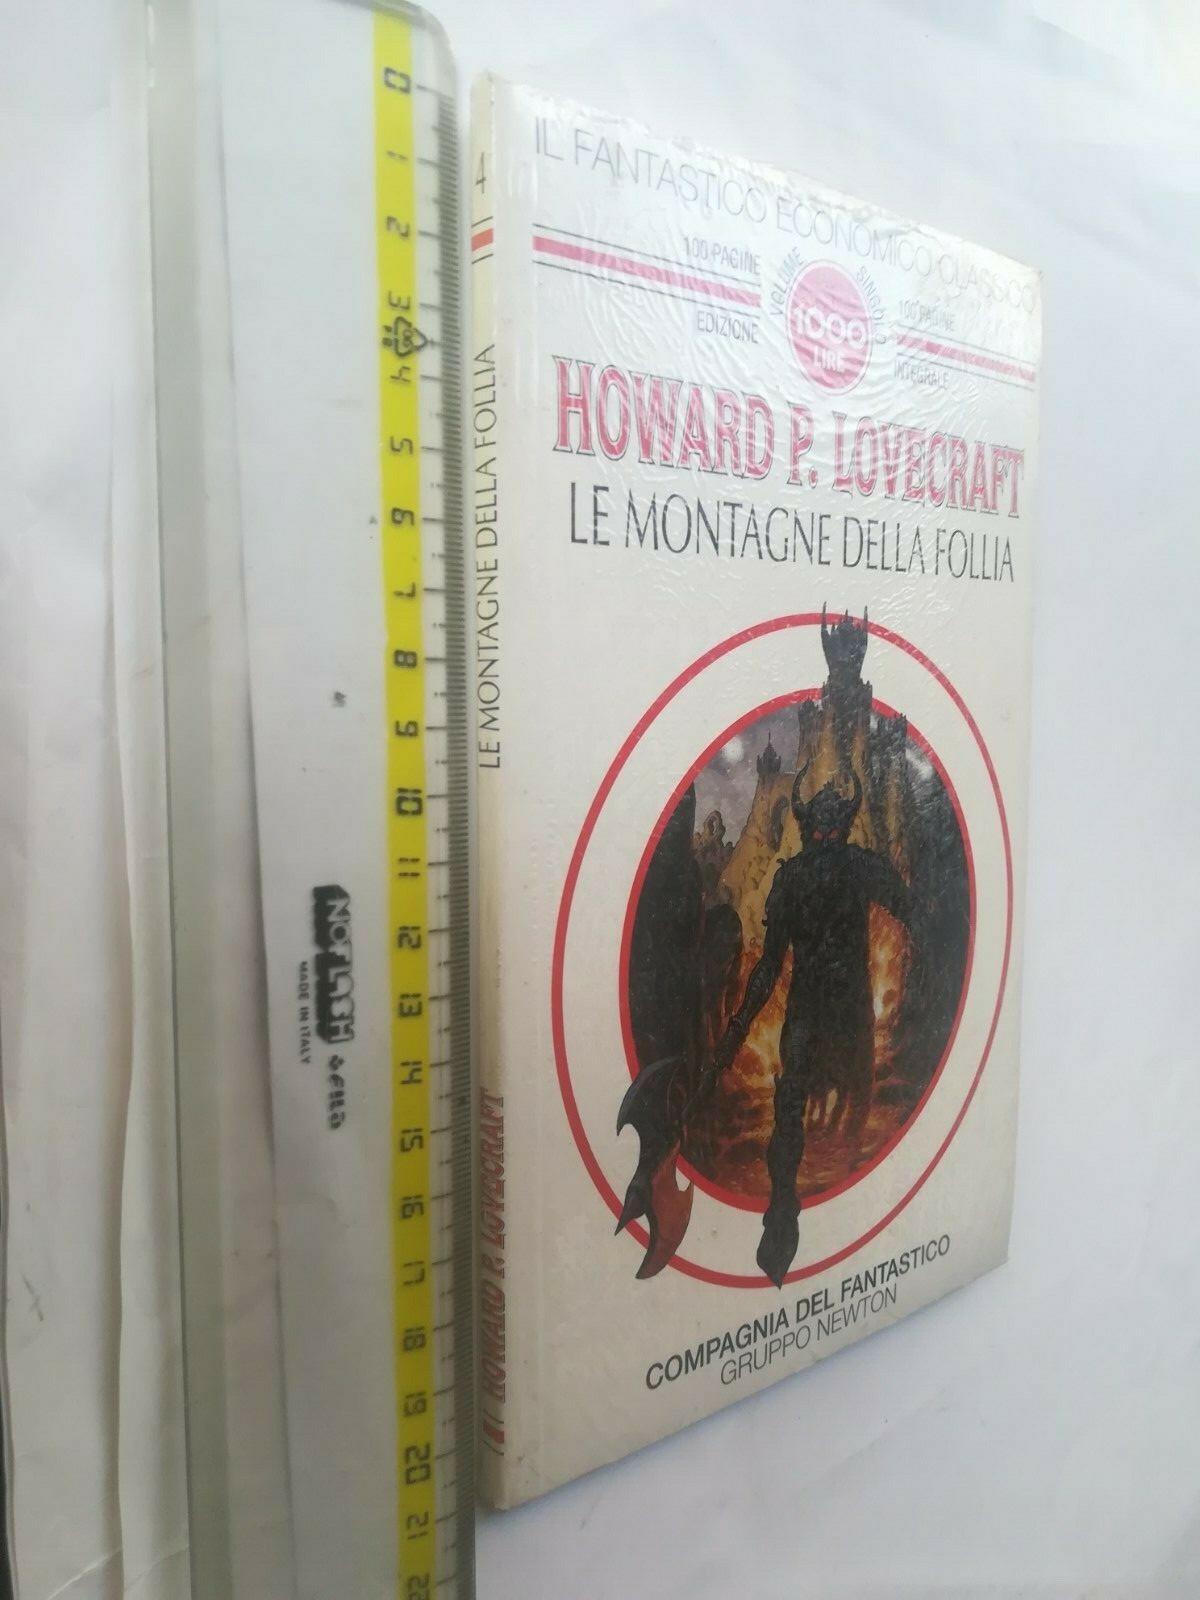 IL FANTASTICO ECONOMICO CLASSICO
100 PAGINE
EDIZIONE
VOLUME SINGOLO
1000
LIRE
100 PAGINE
INTEGRALE
HOWARD P. LOVECRAFT
LE MONTAGNE DELLA FOLLIA
COMPAGNIA DEL FANTASTICO
GRUPPO NEWTON
4
LE MONTAGNE DELLA FOLLIA
HOWARD P. LOVECRAFT
0
1
2
3
4
5
6
7
8
9
10
11
12
13
14
15
16
17
18
19
20
21
22
MADE IN ITALY